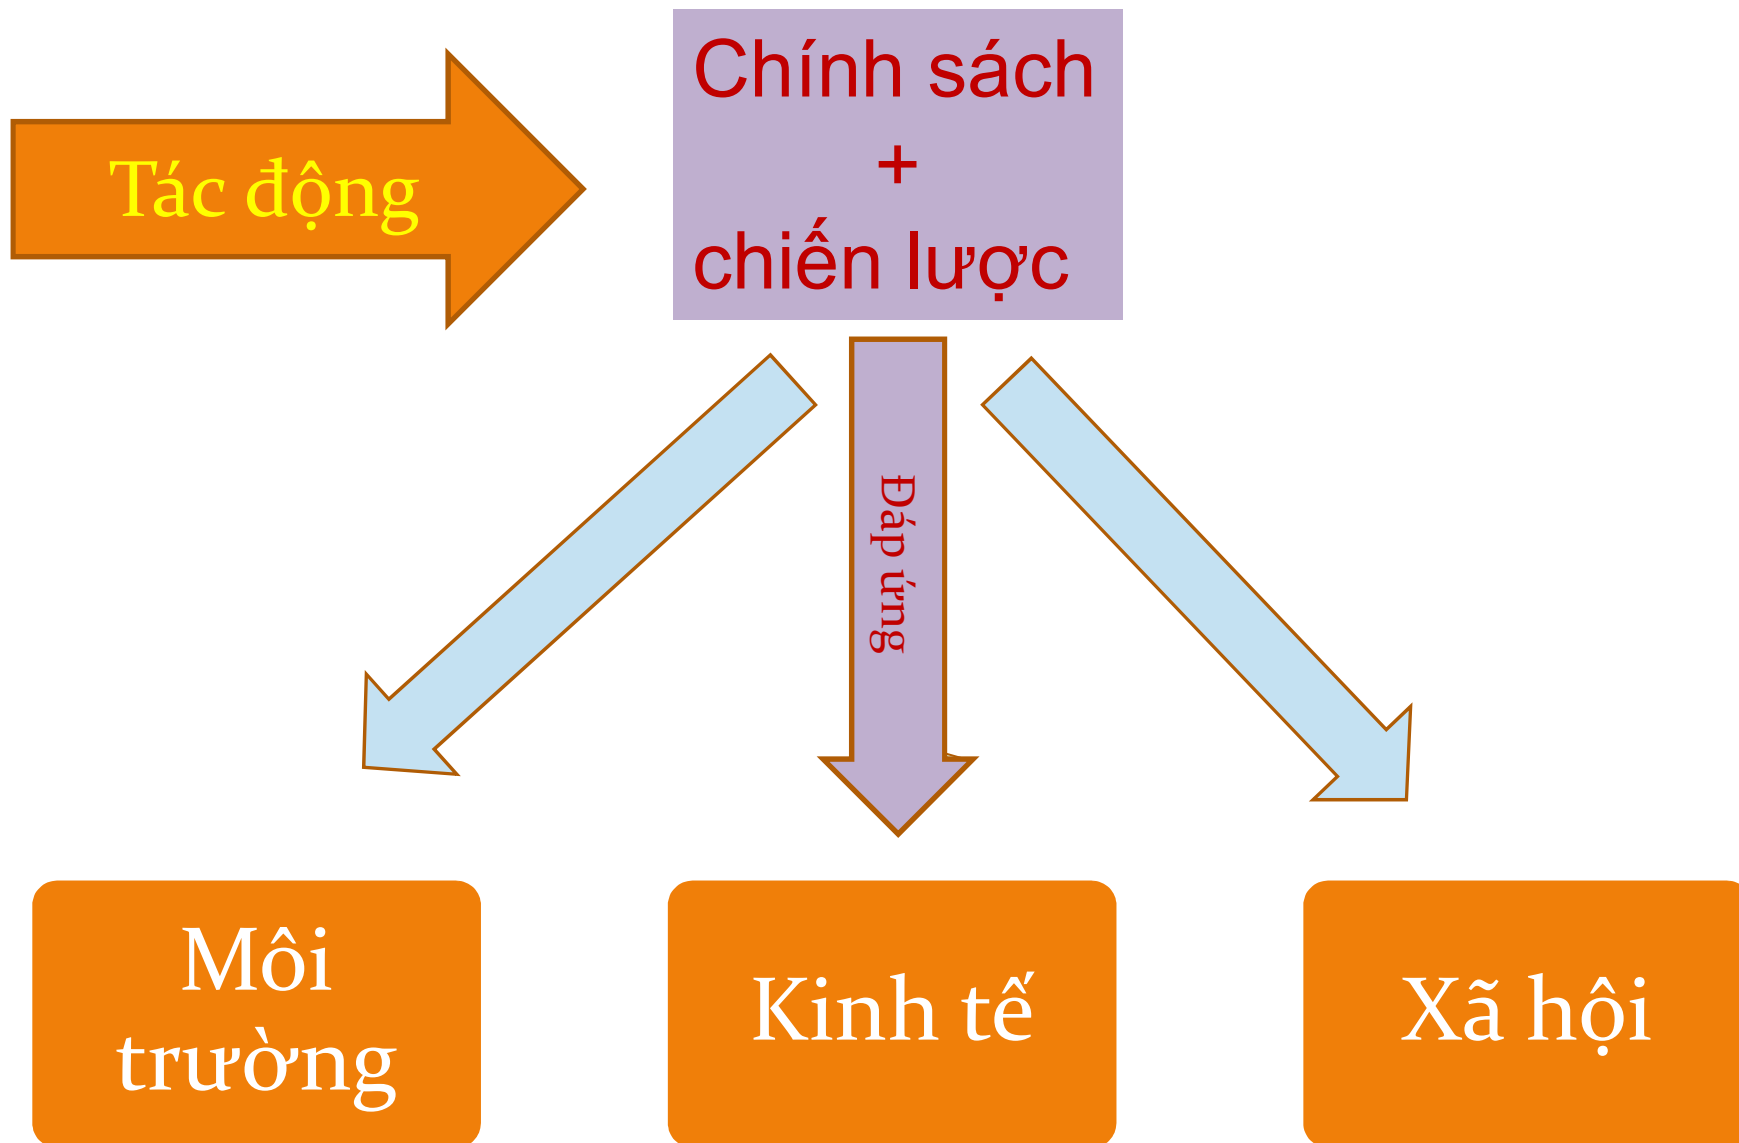 Chính sách
+
chiến lược
Tác động
Đáp ứng
Môi
trường
Kinh tế
Xã hội